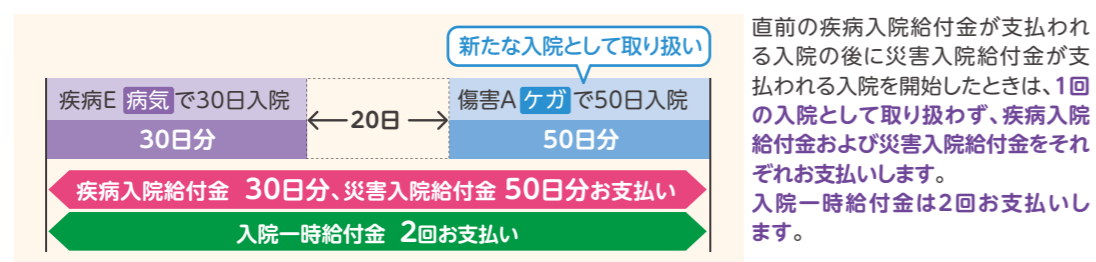 新たな入院として取り扱い
疾病E 病気 で30日入院
30日分
20日
傷害A ケガ で50日入院
50日分
疾病入院給付金 30日分、災害入院給付金 50日分お支払い
入院一時給付金 2回お支払い
直前の疾病入院給付金が支払われ
る入院の後に災害入院給付金が支
払われる入院を開始したときは、1回
の入院として取り扱わず、疾病入院
給付金および災害入院給付金をそれ
ぞれお支払いします。
入院一時給付金は2回お支払いし
ます。